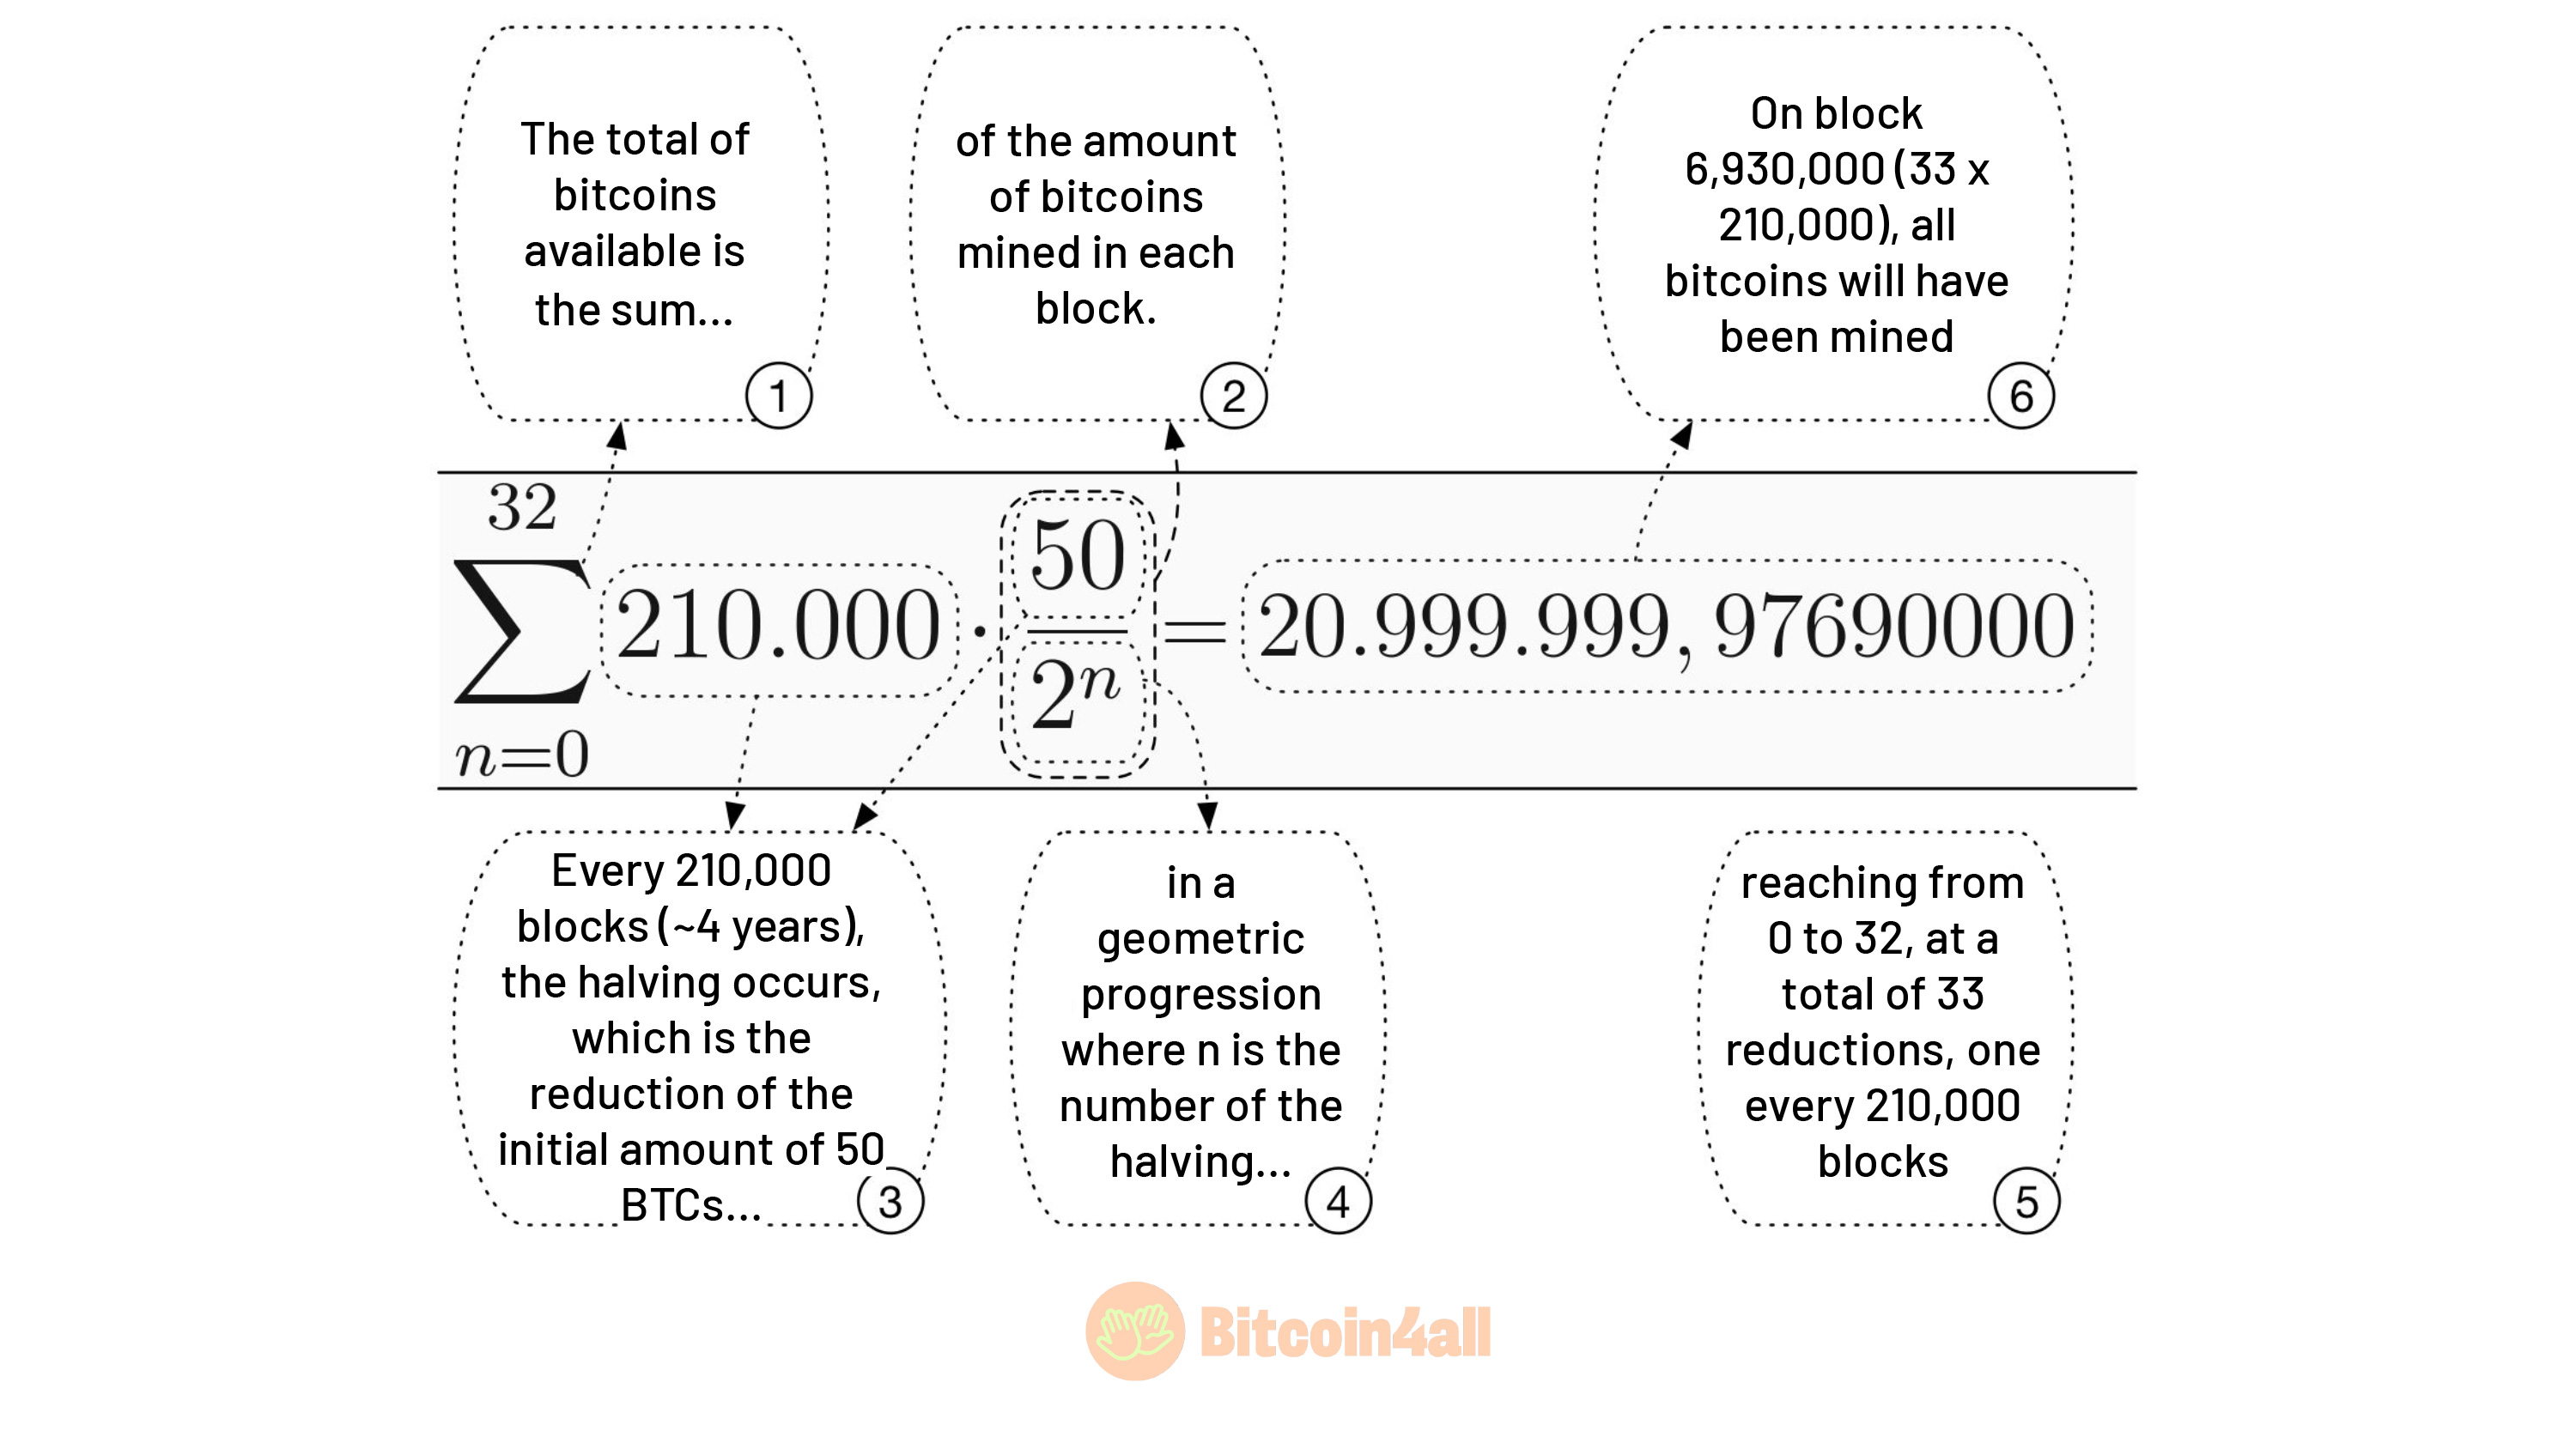 The total of
bitcoins
available is
the sum...
1
of the amount
of bitcoins
mined in each
block.
2
On block
6,930,000 (33 x
210,000), all
bitcoins will have
been mined
6
32
∑ 210.000 · 50/2ⁿ = 20.999.999, 97690000
n=0
Every 210,000
blocks (~4 years),
the halving occurs,
which is the
reduction of the
initial amount of 50
BTCs...
3
in a
geometric
progression
where n is the
number of the
halving...
4
reaching from
0 to 32, at a
total of 33
reductions, one
every 210,000
blocks
5
Bitcoin4all